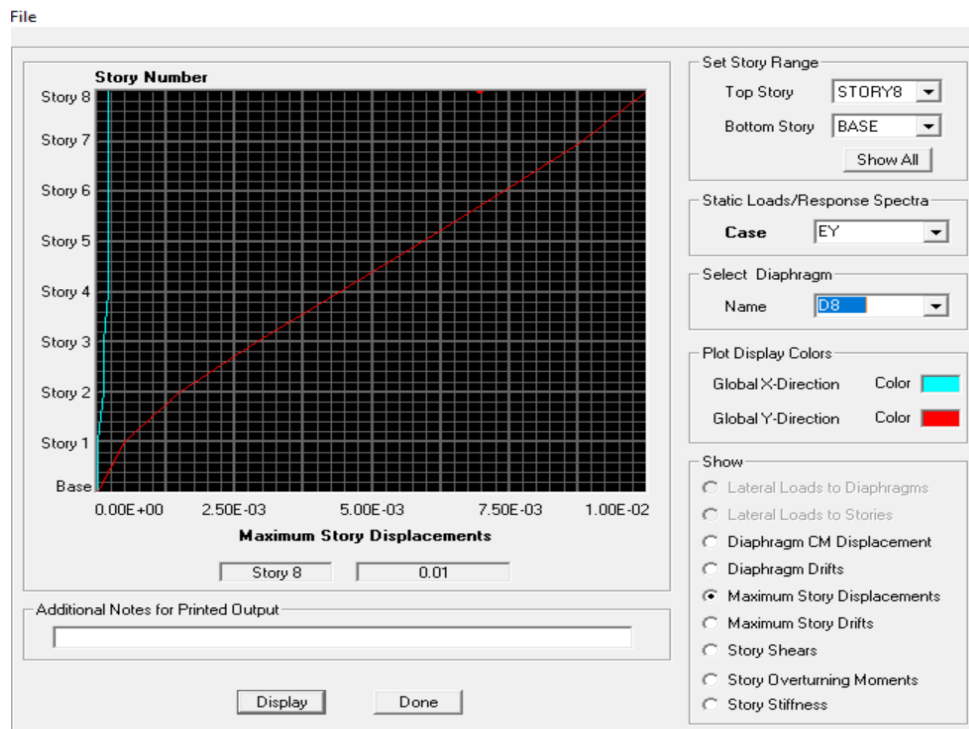 File
Story Number
Story 8
Story 7
Story 6
Story 5
Story 4
Story 3
Story 2
Story 1
Base
0.00E+00 2.50E-03 5.00E-03 7.50E-03 1.00E-02
Maximum Story Displacements
Story 8 0.01
Additional Notes for Printed Output
Display Done
Set Story Range
Top Story STORY8
Bottom Story BASE
Show All
Static Loads/Response Spectra
Case EY
Select Diaphragm
Name D8
Plot Display Colors
Global X-Direction Color
Global Y-Direction Color
Show
Lateral Loads to Diaphragms
Lateral Loads to Stories
Diaphragm CM Displacement
Diaphragm Drifts
Maximum Story Displacements
Maximum Story Drifts
Story Shears
Story Overturning Moments
Story Stiffness